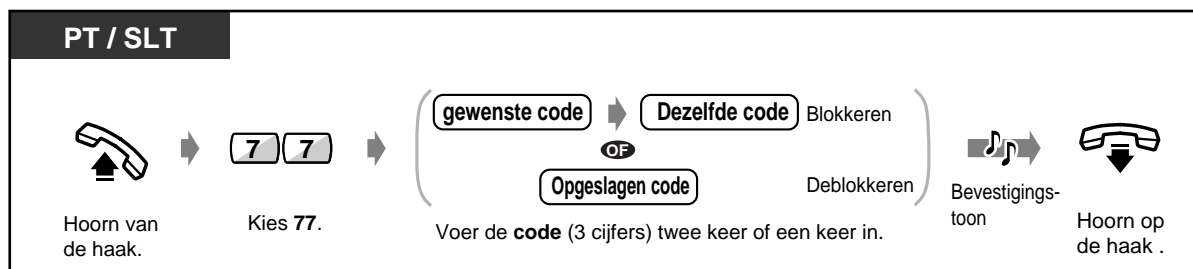 PT / SLT
gewenste code Dezelfde code Blokkeren
7 7
OF
Opgeslagen code Deblokkeren
Hoorn van
de haak.
Kies 77.
Voer de code (3 cijfers) twee keer of een keer in.
Bevestigings-
toon
Hoorn op
de haak .